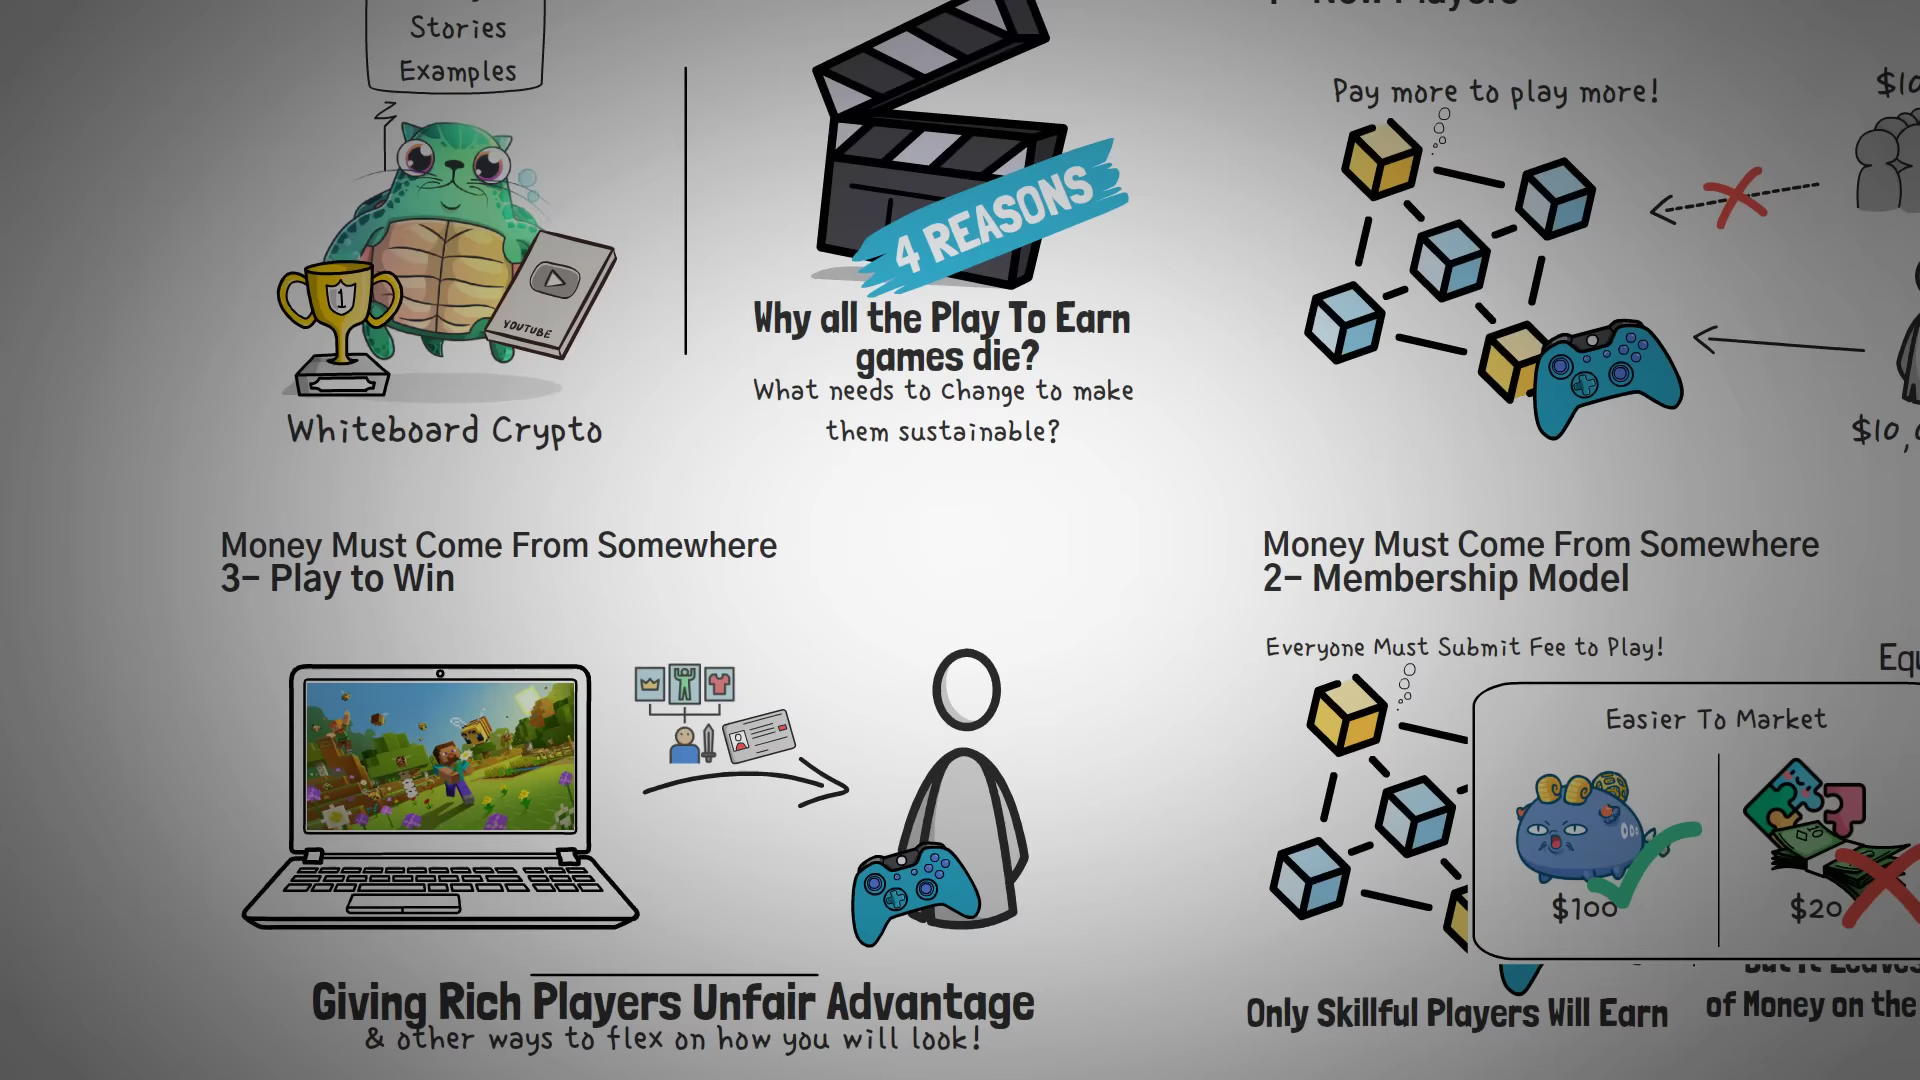 Stories
Examples
1
YOUTUBE
Whiteboard Crypto
4 REASONS
Why all the Play To Earn
games die?
What needs to change to make
them sustainable?
Players
Pay more to play more!
Money Must Come From Somewhere
3- Play to Win
Giving Rich Players Unfair Advantage
& other ways to flex on how you will look!
Money Must Come From Somewhere
2- Membership Model
Everyone Must Submit Fee to Play!
Easier To Market
$100
$20
Only Skillful Players Will Earn
of Money on the